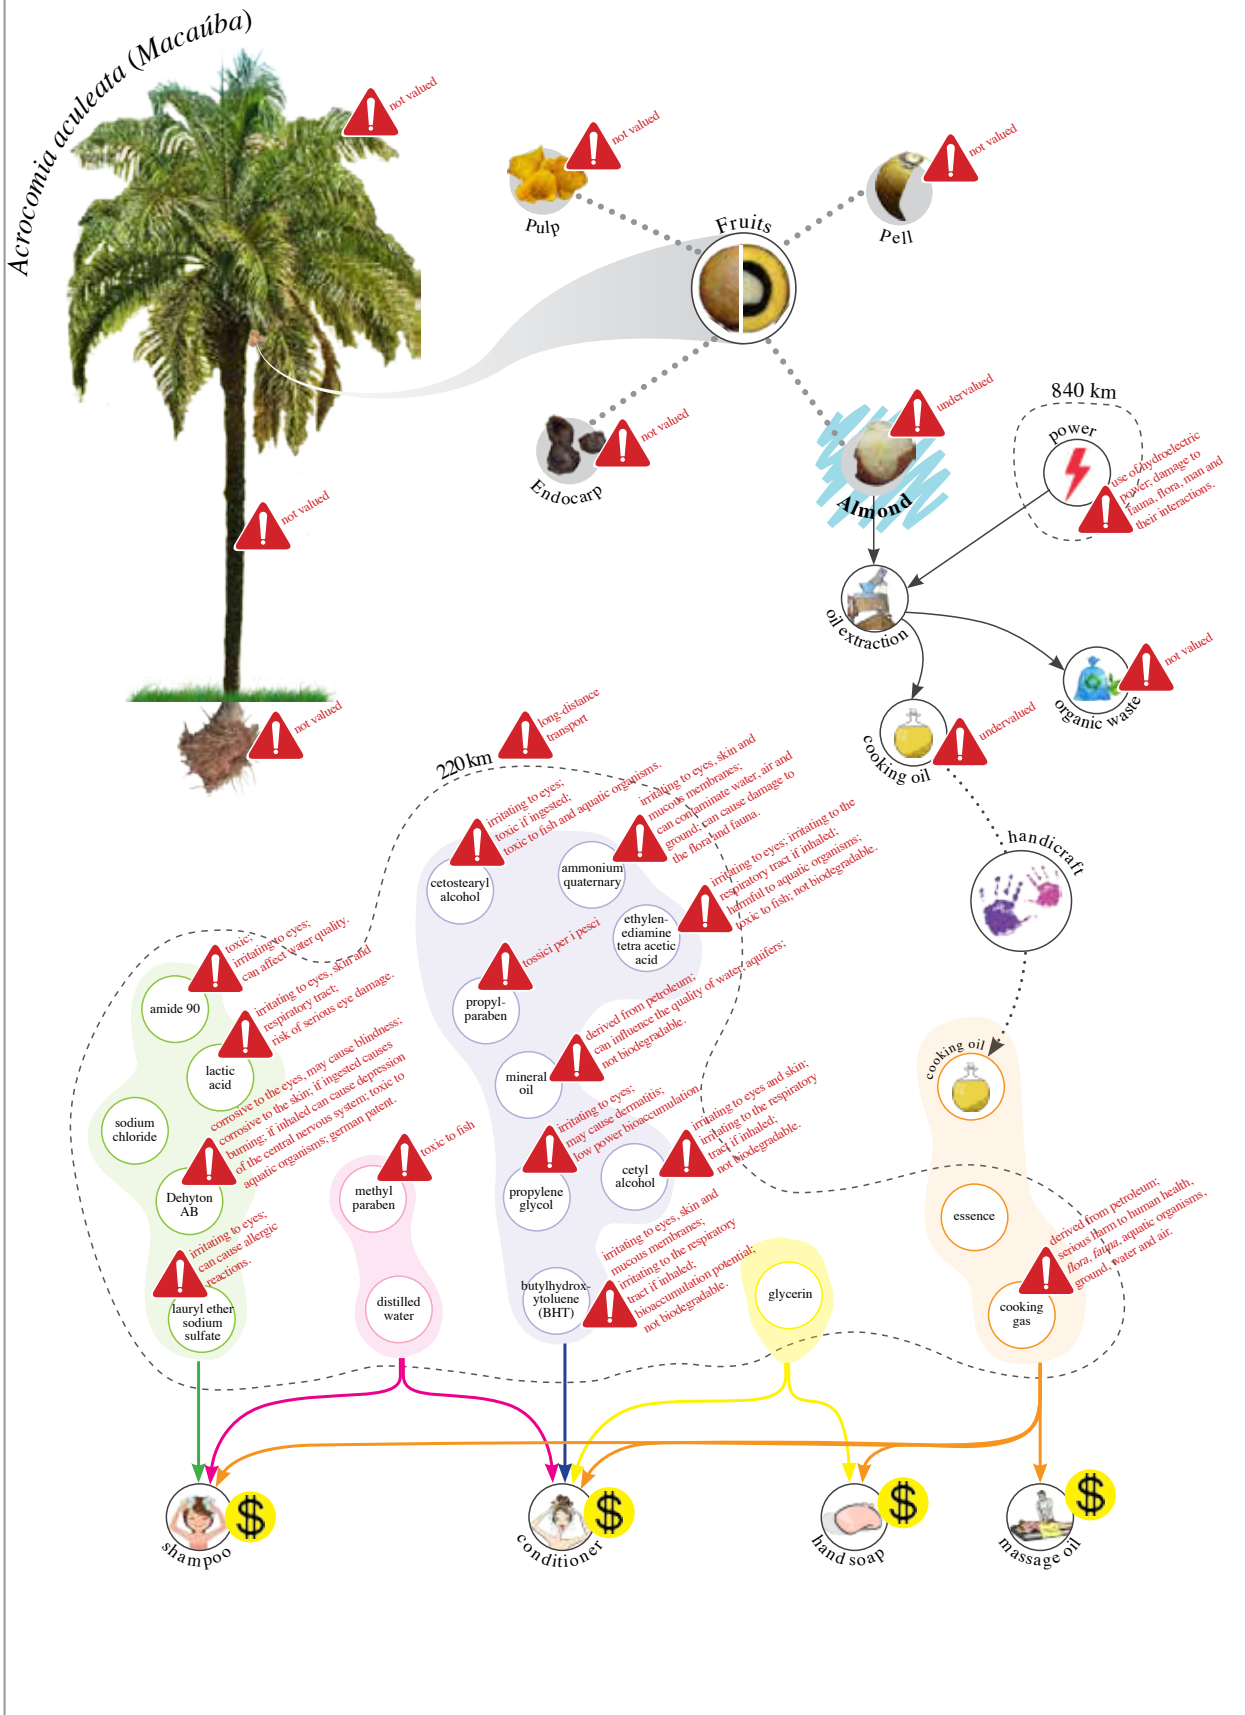 Acrocomia aculeata (Macaúba)
not valued
not valued
Pulp
Fruits
not valued
Pell
not valued
Endocarp
undervalued
Almond
840 km
power
use of hydroelectric
power; damage to
fauna, flora, man and
their interactions.
not valued
oil extraction
not valued
organic waste
not valued
undervalued
cooking oil
handicraft
long-distance
transport
220km
irritating to eyes;
toxic if ingested;
toxic to fish and aquatic organisms.
cetostearyl
alcohol
irritating to eyes, skin and
mucous membranes;
can contaminate water, air and
ground; can cause damage to
the flora and fauna.
ammonium
quaternary
irritating to eyes; irritating to the
respiratory tract if inhaled;
harmful to aquatic organisms;
toxic to fish; not biodegradable.
ethylen-
ediamine
tetra acetic
acid
toxic;
irritating to eyes;
can affect water quality.
amide 90
tossici per i pesci
propyl-
paraben
irritating to eyes, skin and
respiratory tract;
risk of serious eye damage.
lactic
acid
derived from petroleum;
can influence the quality of water, aquifers;
not biodegradable.
mineral
oil
cooking oil
sodium
chloride
corrosive to the eyes, may cause blindness;
corrosive to the skin; if ingested causes
burning; if inhaled can cause depression
of the central nervous system; toxic to
aquatic organisms; german patent.
Dehyton
AB
toxic to fish
methyl
paraben
irritating to eyes;
may cause dermatitis;
low power bioaccumulation
propylene
glycol
irritating to eyes and skin;
irritating to the respiratory
tract if inhaled;
not biodegradable.
cetyl
alcohol
essence
irritating to eyes;
can cause allergic
reactions.
lauryl ether
sodium
sulfate
distilled
water
irritating to eyes, skin and
mucous membranes;
irritating to the respiratory
tract if inhaled;
bioaccumulation potential;
not biodegradable.
butylhydrox-
ytoluene
(BHT)
glycerin
derived from petroleum;
serious harm to human health,
flora, fauna, aquatic organisms,
ground, water and air.
cooking
gas
$
shampoo
$
conditioner
$
hand soap
$
massage oil